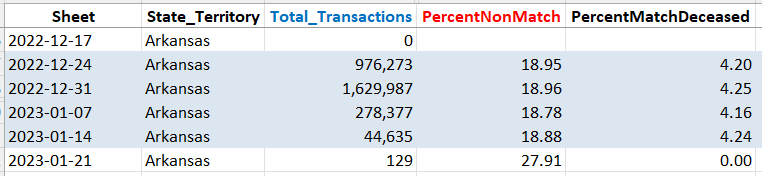 Sheet State_Territory Total_Transactions PercentNonMatch PercentMatchDeceased
2022-12-17 Arkansas 0
2022-12-24 Arkansas 976,273 18.95 4.20
2022-12-31 Arkansas 1,629,987 18.96 4.25
2023-01-07 Arkansas 278,377 18.78 4.16
2023-01-14 Arkansas 44,635 18.88 4.24
2023-01-21 Arkansas 129 27.91 0.00